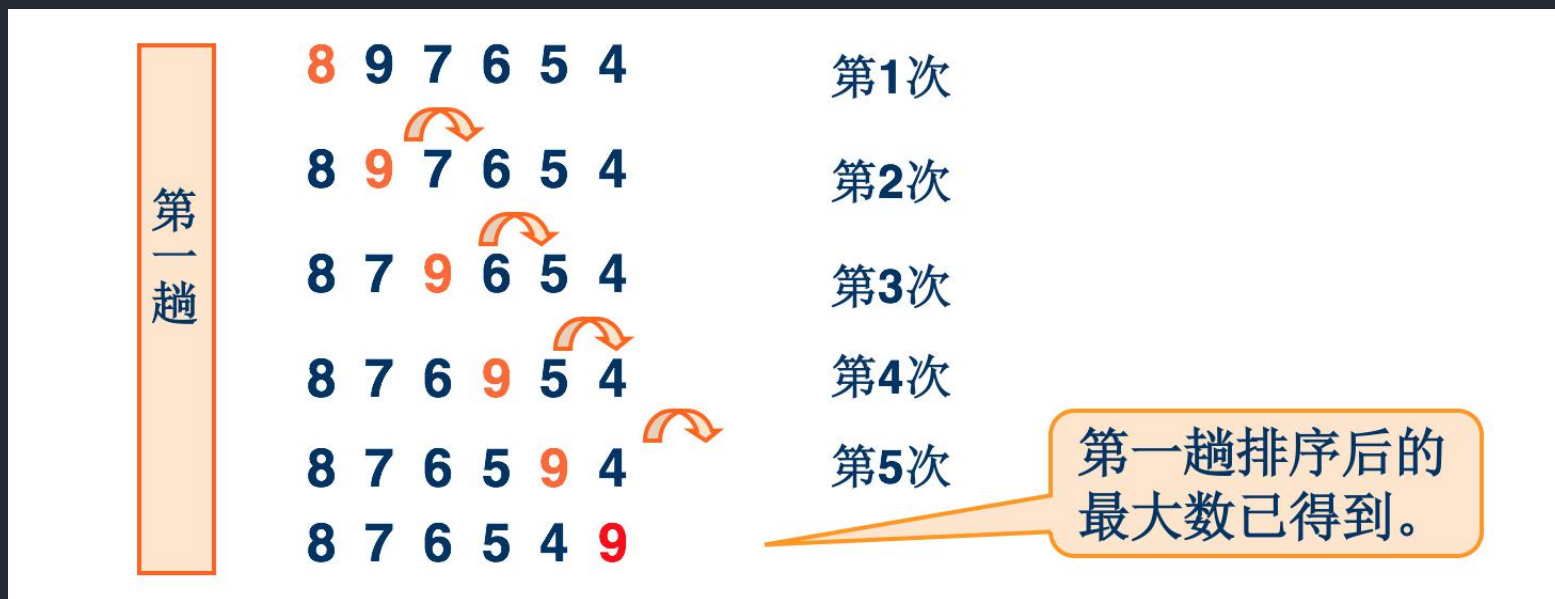 第一趟
8 9 7 6 5 4 第1次
8 9 7 6 5 4 第2次
8 7 9 6 5 4 第3次
8 7 6 9 5 4 第4次
8 7 6 5 9 4 第5次
8 7 6 5 4 9
第一趟排序后的
最大数已得到。